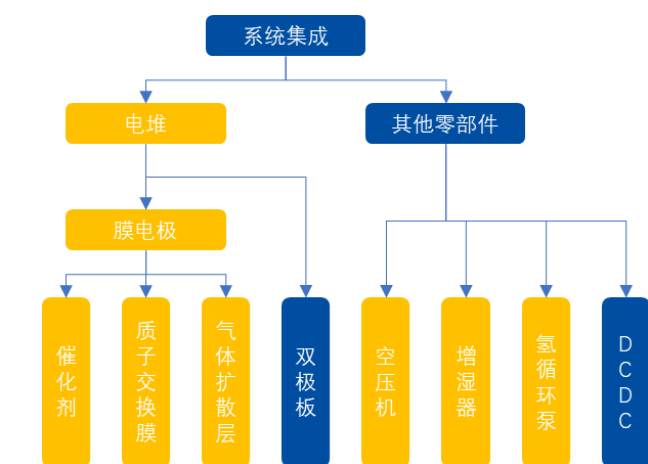 系统集成
电堆
其他零部件
膜电极
催化剂
质子交换膜
气体扩散层
双极板
空压机
增湿器
氢循环泵
DCDC